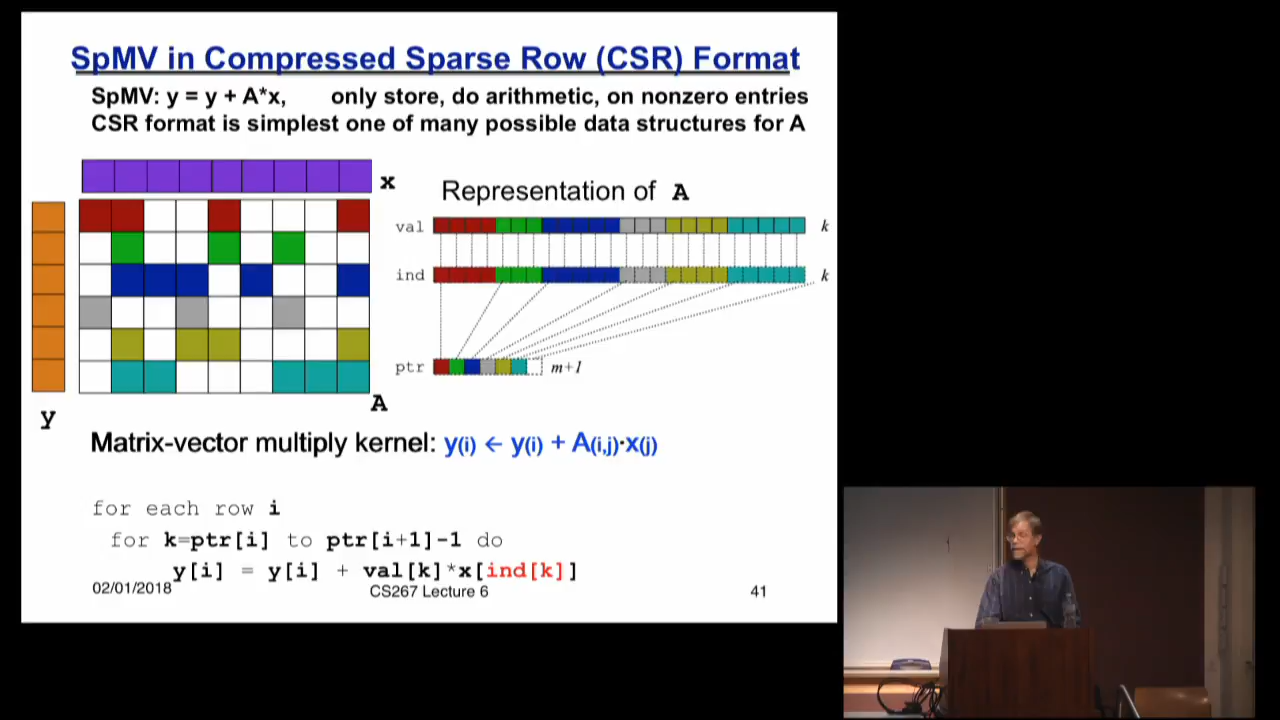 SpMV in Compressed Sparse Row (CSR) Format
SpMV: y = y + A*x, only store, do arithmetic, on nonzero entries
CSR format is simplest one of many possible data structures for A
x
Representation of A
val k
ind k
ptr m+1
A
y
Matrix-vector multiply kernel: y(i) ← y(i) + A(i,j)·x(j)
for each row i
for k=ptr[i] to ptr[i+1]-1 do
y[i] = y[i] + val[k]*x[ind[k]]
02/01/2018 CS267 Lecture 6 41